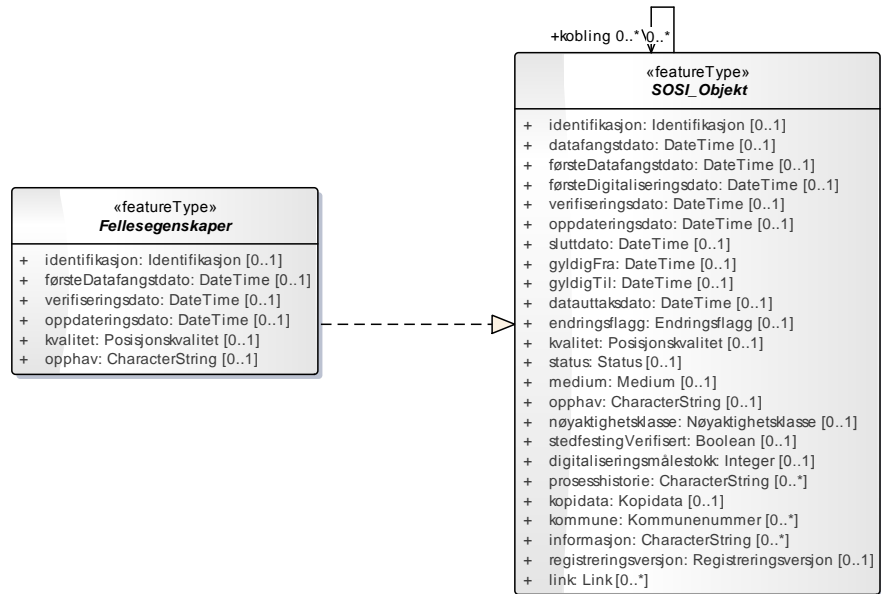 +kobling 0..* 0..*
«featureType»
SOSI_Objekt
+ identifikasjon: Identifikasjon [0..1]
+ datafangstdato: DateTime [0..1]
+ førsteDatafangstdato: DateTime [0..1]
+ førsteDigitaliseringsdato: DateTime [0..1]
+ verifiseringsdato: DateTime [0..1]
+ oppdateringsdato: DateTime [0..1]
+ sluttdato: DateTime [0..1]
+ gyldigFra: DateTime [0..1]
+ gyldigTil: DateTime [0..1]
+ datauttaksdato: DateTime [0..1]
+ endringsflagg: Endringsflagg [0..1]
+ kvalitet: Posisjonskvalitet [0..1]
+ status: Status [0..1]
+ medium: Medium [0..1]
+ opphav: CharacterString [0..1]
+ nøyaktighetsklasse: Nøyaktighetsklasse [0..1]
+ stedfestingVerifisert: Boolean [0..1]
+ digitaliseringsmålestokk: Integer [0..1]
+ prosesshistorie: CharacterString [0..*]
+ kopidata: Kopidata [0..1]
+ kommune: Kommunenummer [0..*]
+ informasjon: CharacterString [0..*]
+ registreringsversjon: Registreringsversjon [0..1]
+ link: Link [0..*]
«featureType»
Fellesegenskaper
+ identifikasjon: Identifikasjon [0..1]
+ førsteDatafangstdato: DateTime [0..1]
+ verifiseringsdato: DateTime [0..1]
+ oppdateringsdato: DateTime [0..1]
+ kvalitet: Posisjonskvalitet [0..1]
+ opphav: CharacterString [0..1]